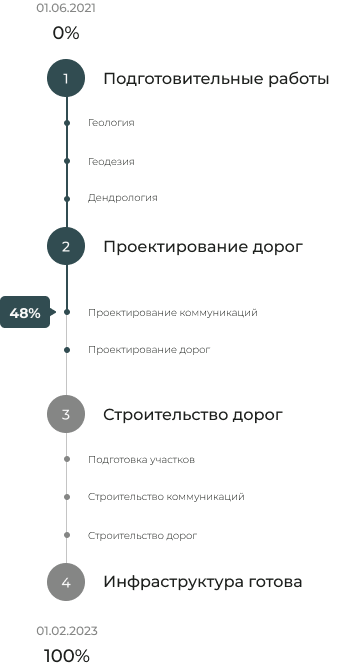 01.06.2021
0%
1
Подготовительные работы
Геология
Геодезия
Дендрология
2
Проектирование дорог
48%
Проектирование коммуникаций
Проектирование дорог
3
Строительство дорог
Подготовка участков
Строительство коммуникаций
Строительство дорог
4
Инфраструктура готова
01.02.2023
100%